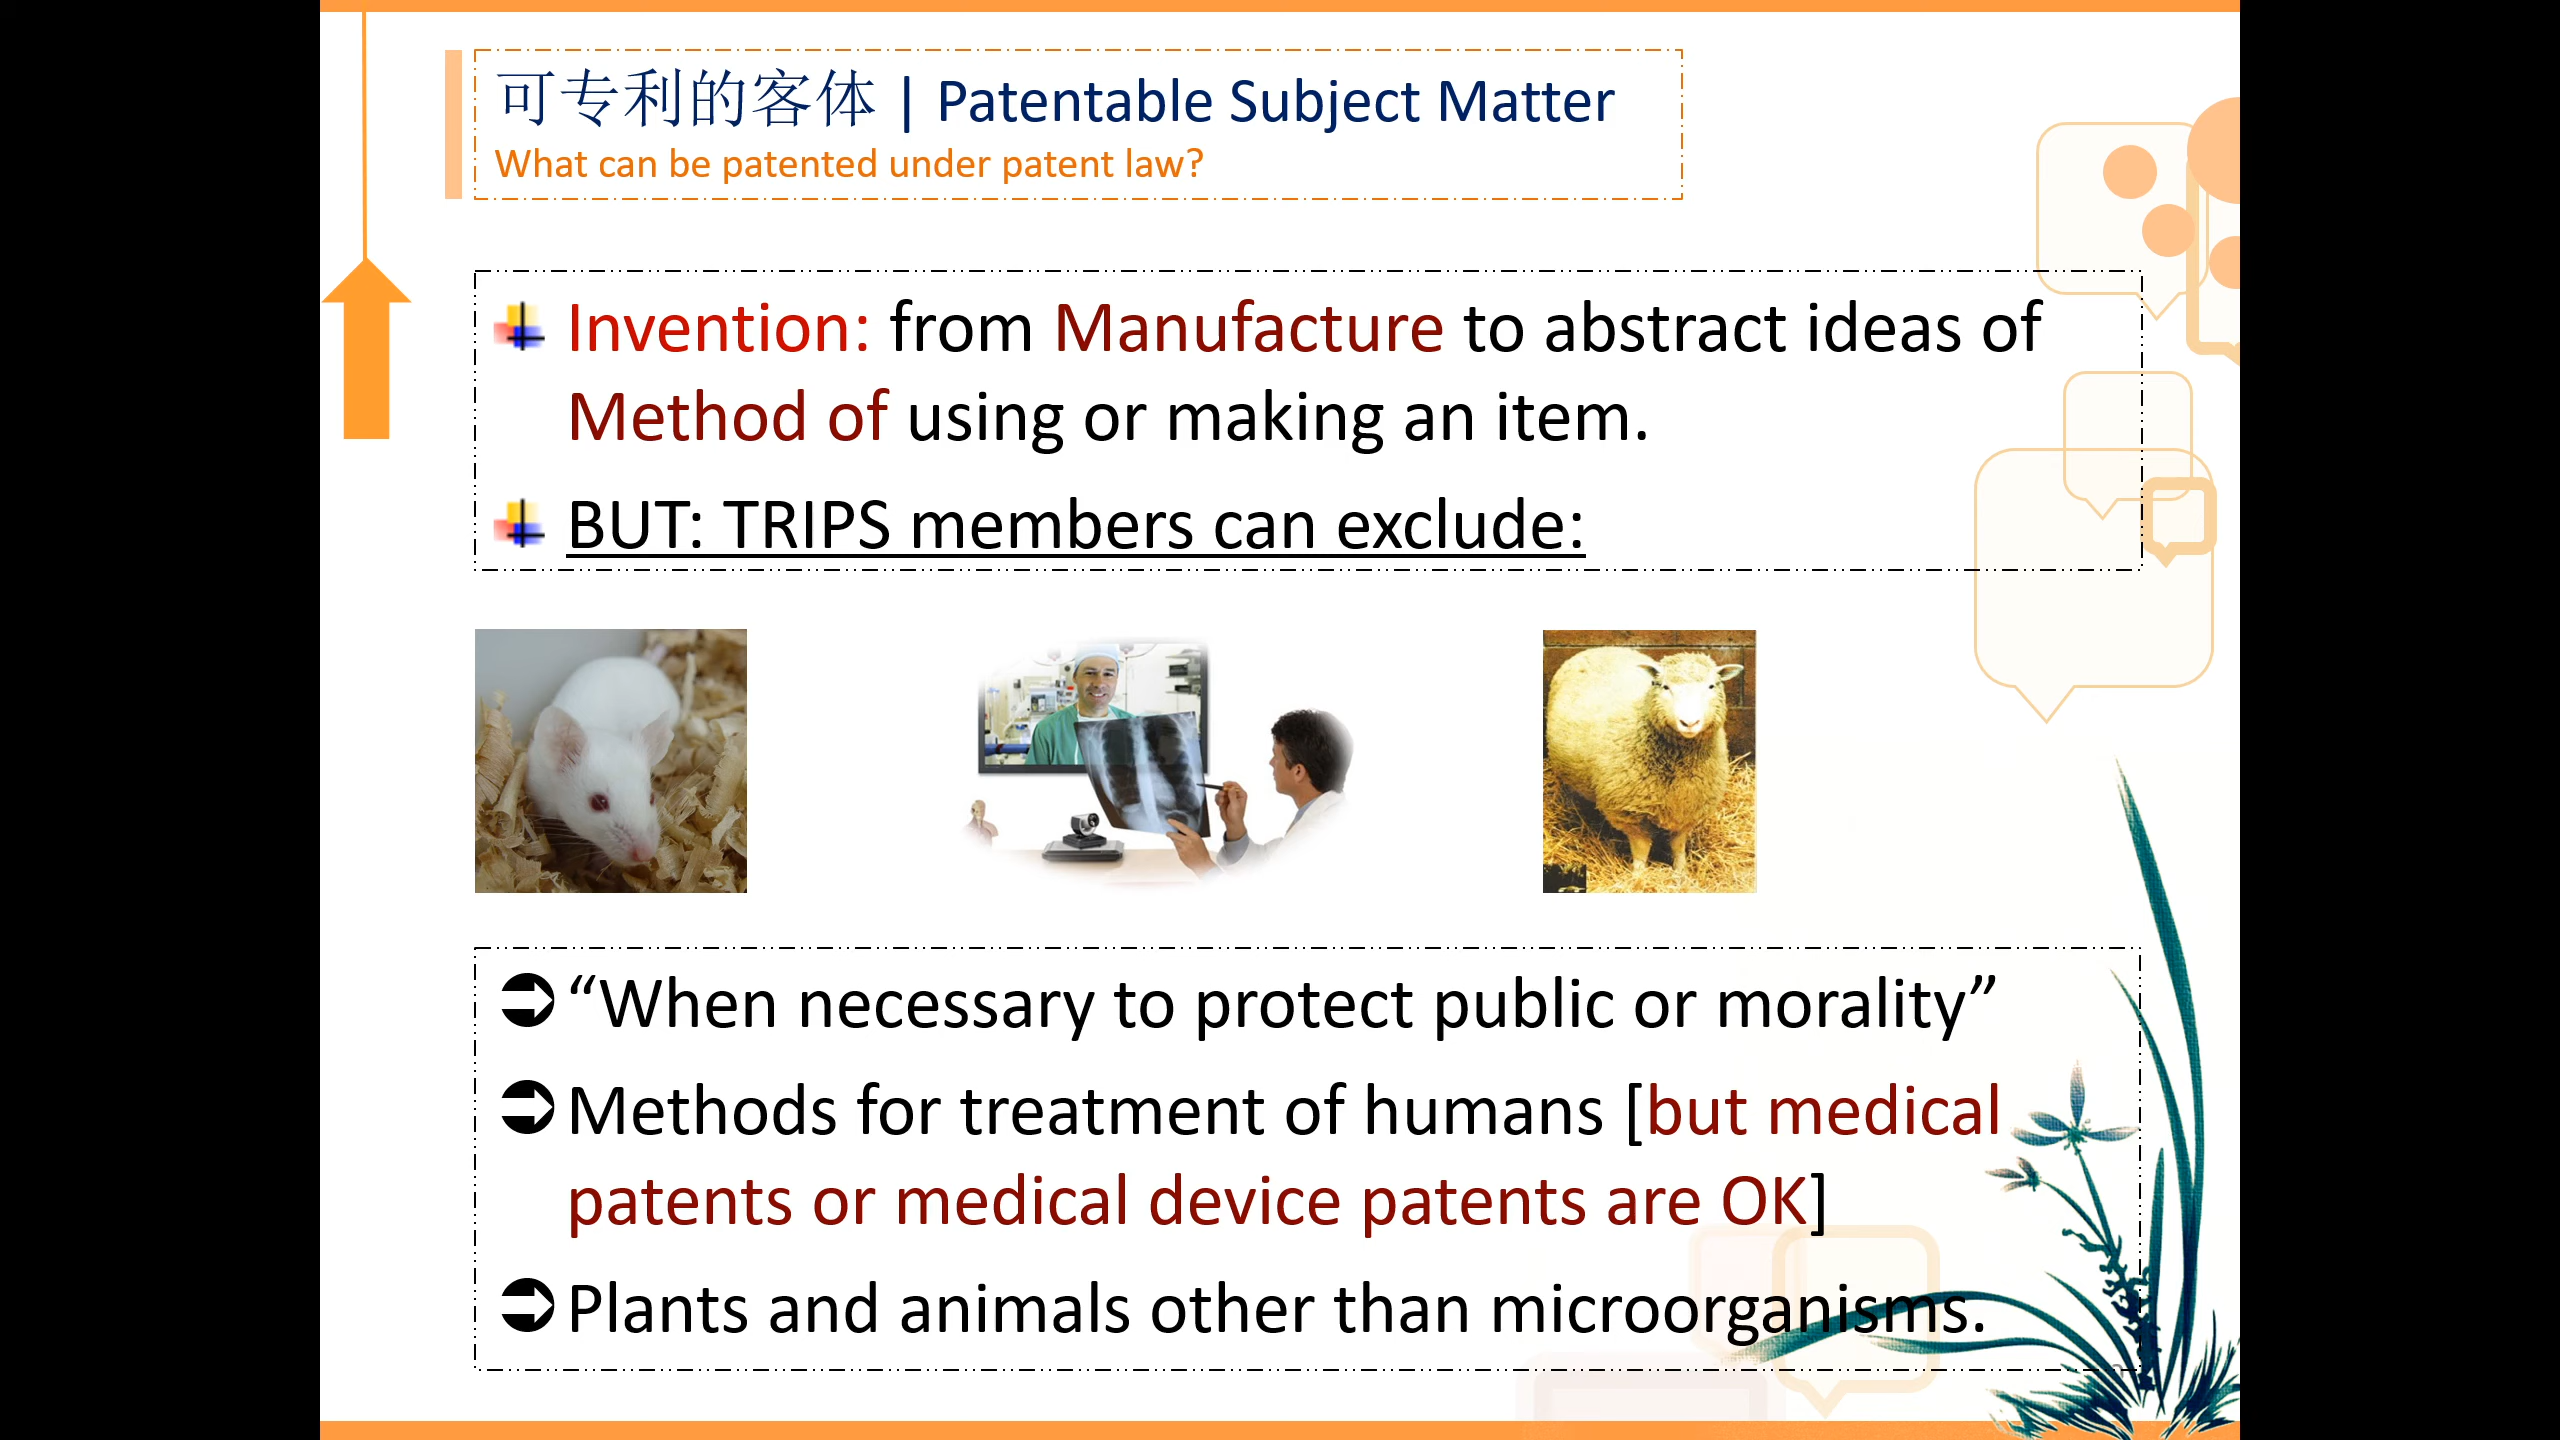 可专利的客体 | Patentable Subject Matter
What can be patented under patent law?
Invention: from Manufacture to abstract ideas of
Method of using or making an item.
BUT: TRIPS members can exclude:
“When necessary to protect public or morality”
Methods for treatment of humans [but medical
patents or medical device patents are OK]
Plants and animals other than microorganisms.